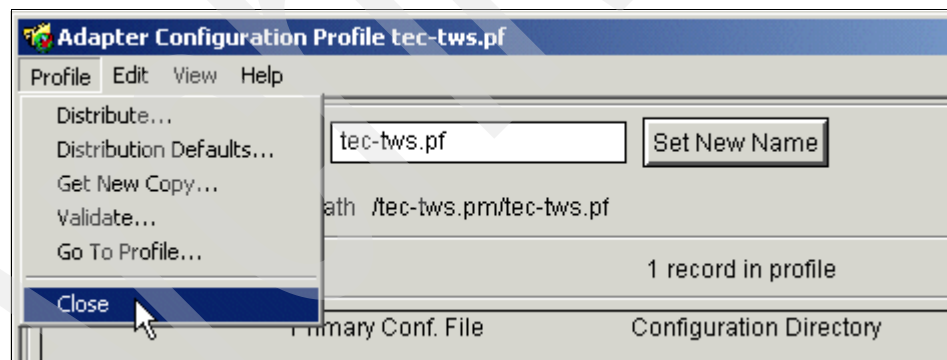 Adapter Configuration Profile tec-tws.pf
Profile Edit View Help
Distribute...
Distribution Defaults...
Get New Copy...
Validate...
Go To Profile...
Close
tec-tws.pf Set New Name
ath /tec-tws.pm/tec-tws.pf
1 record in profile
Primary Conf. File Configuration Directory